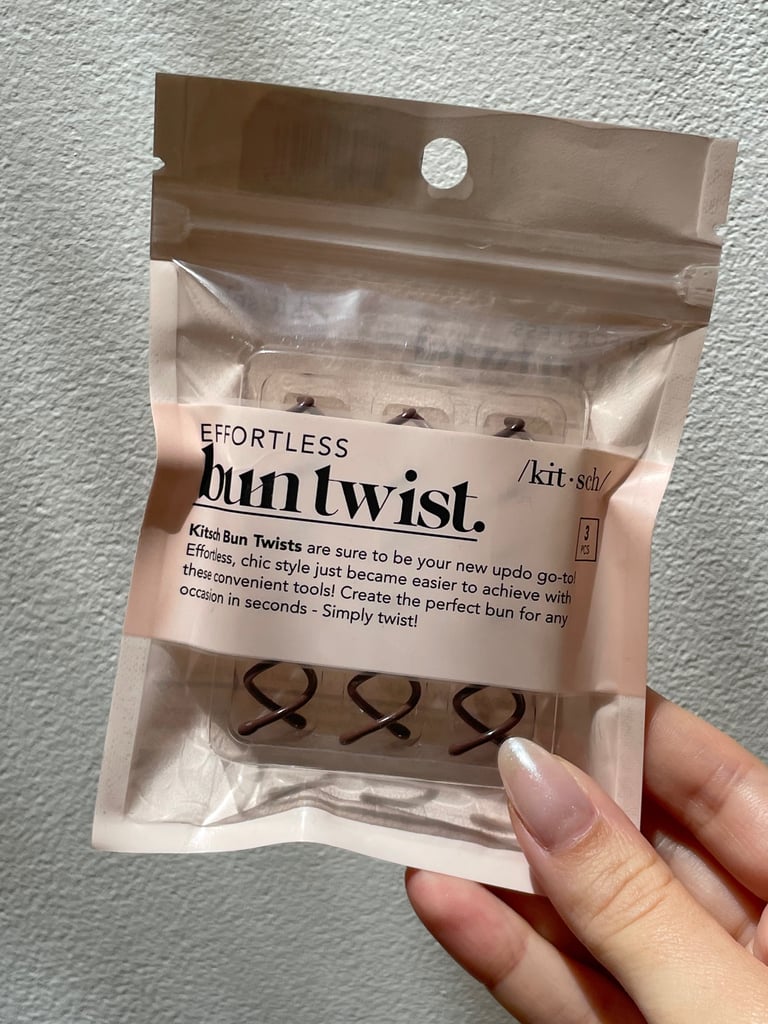 EFFORTLESS
bun twist.
/kit·sch/
3
PCS
Kitsch Bun Twists are sure to be your new updo go-to!
Effortless, chic style just became easier to achieve with
these convenient tools! Create the perfect bun for any
occasion in seconds - Simply twist!